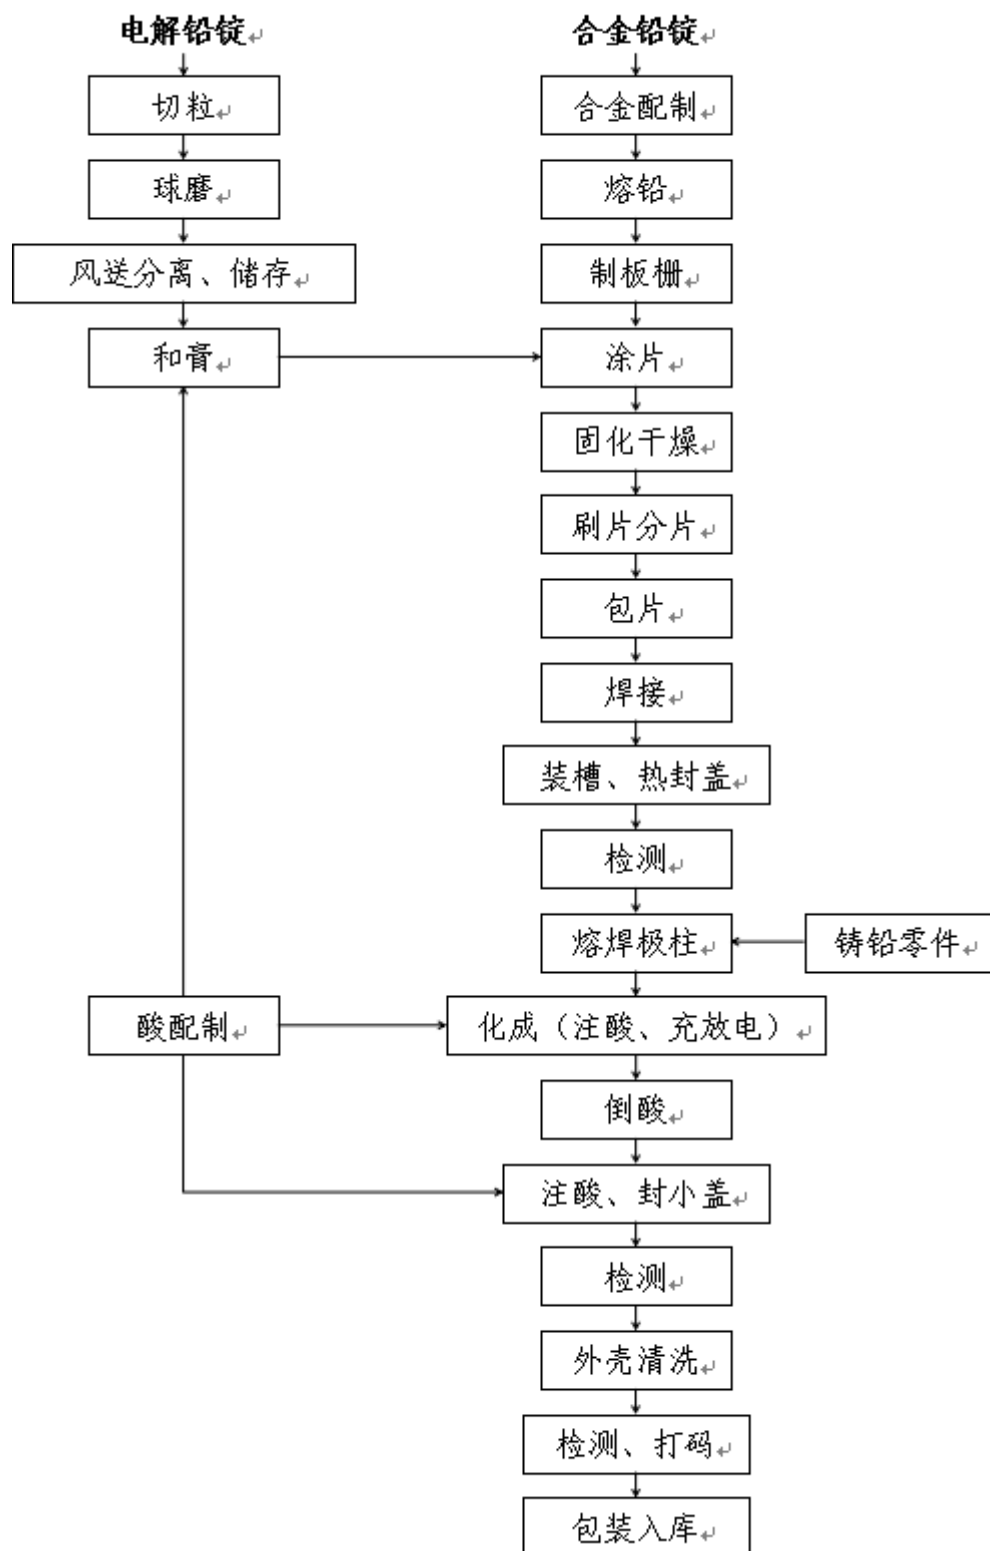 电解铅锭
合金铅锭
切粒
合金配制
球磨
熔铅
风送分离、储存
制板栅
和膏
涂片
固化干燥
刷片分片
包片
焊接
装槽、热封盖
检测
熔焊极柱
铸铅零件
酸配制
化成（注酸、充放电）
倒酸
注酸、封小盖
检测
外壳清洗
检测、打码
包装入库